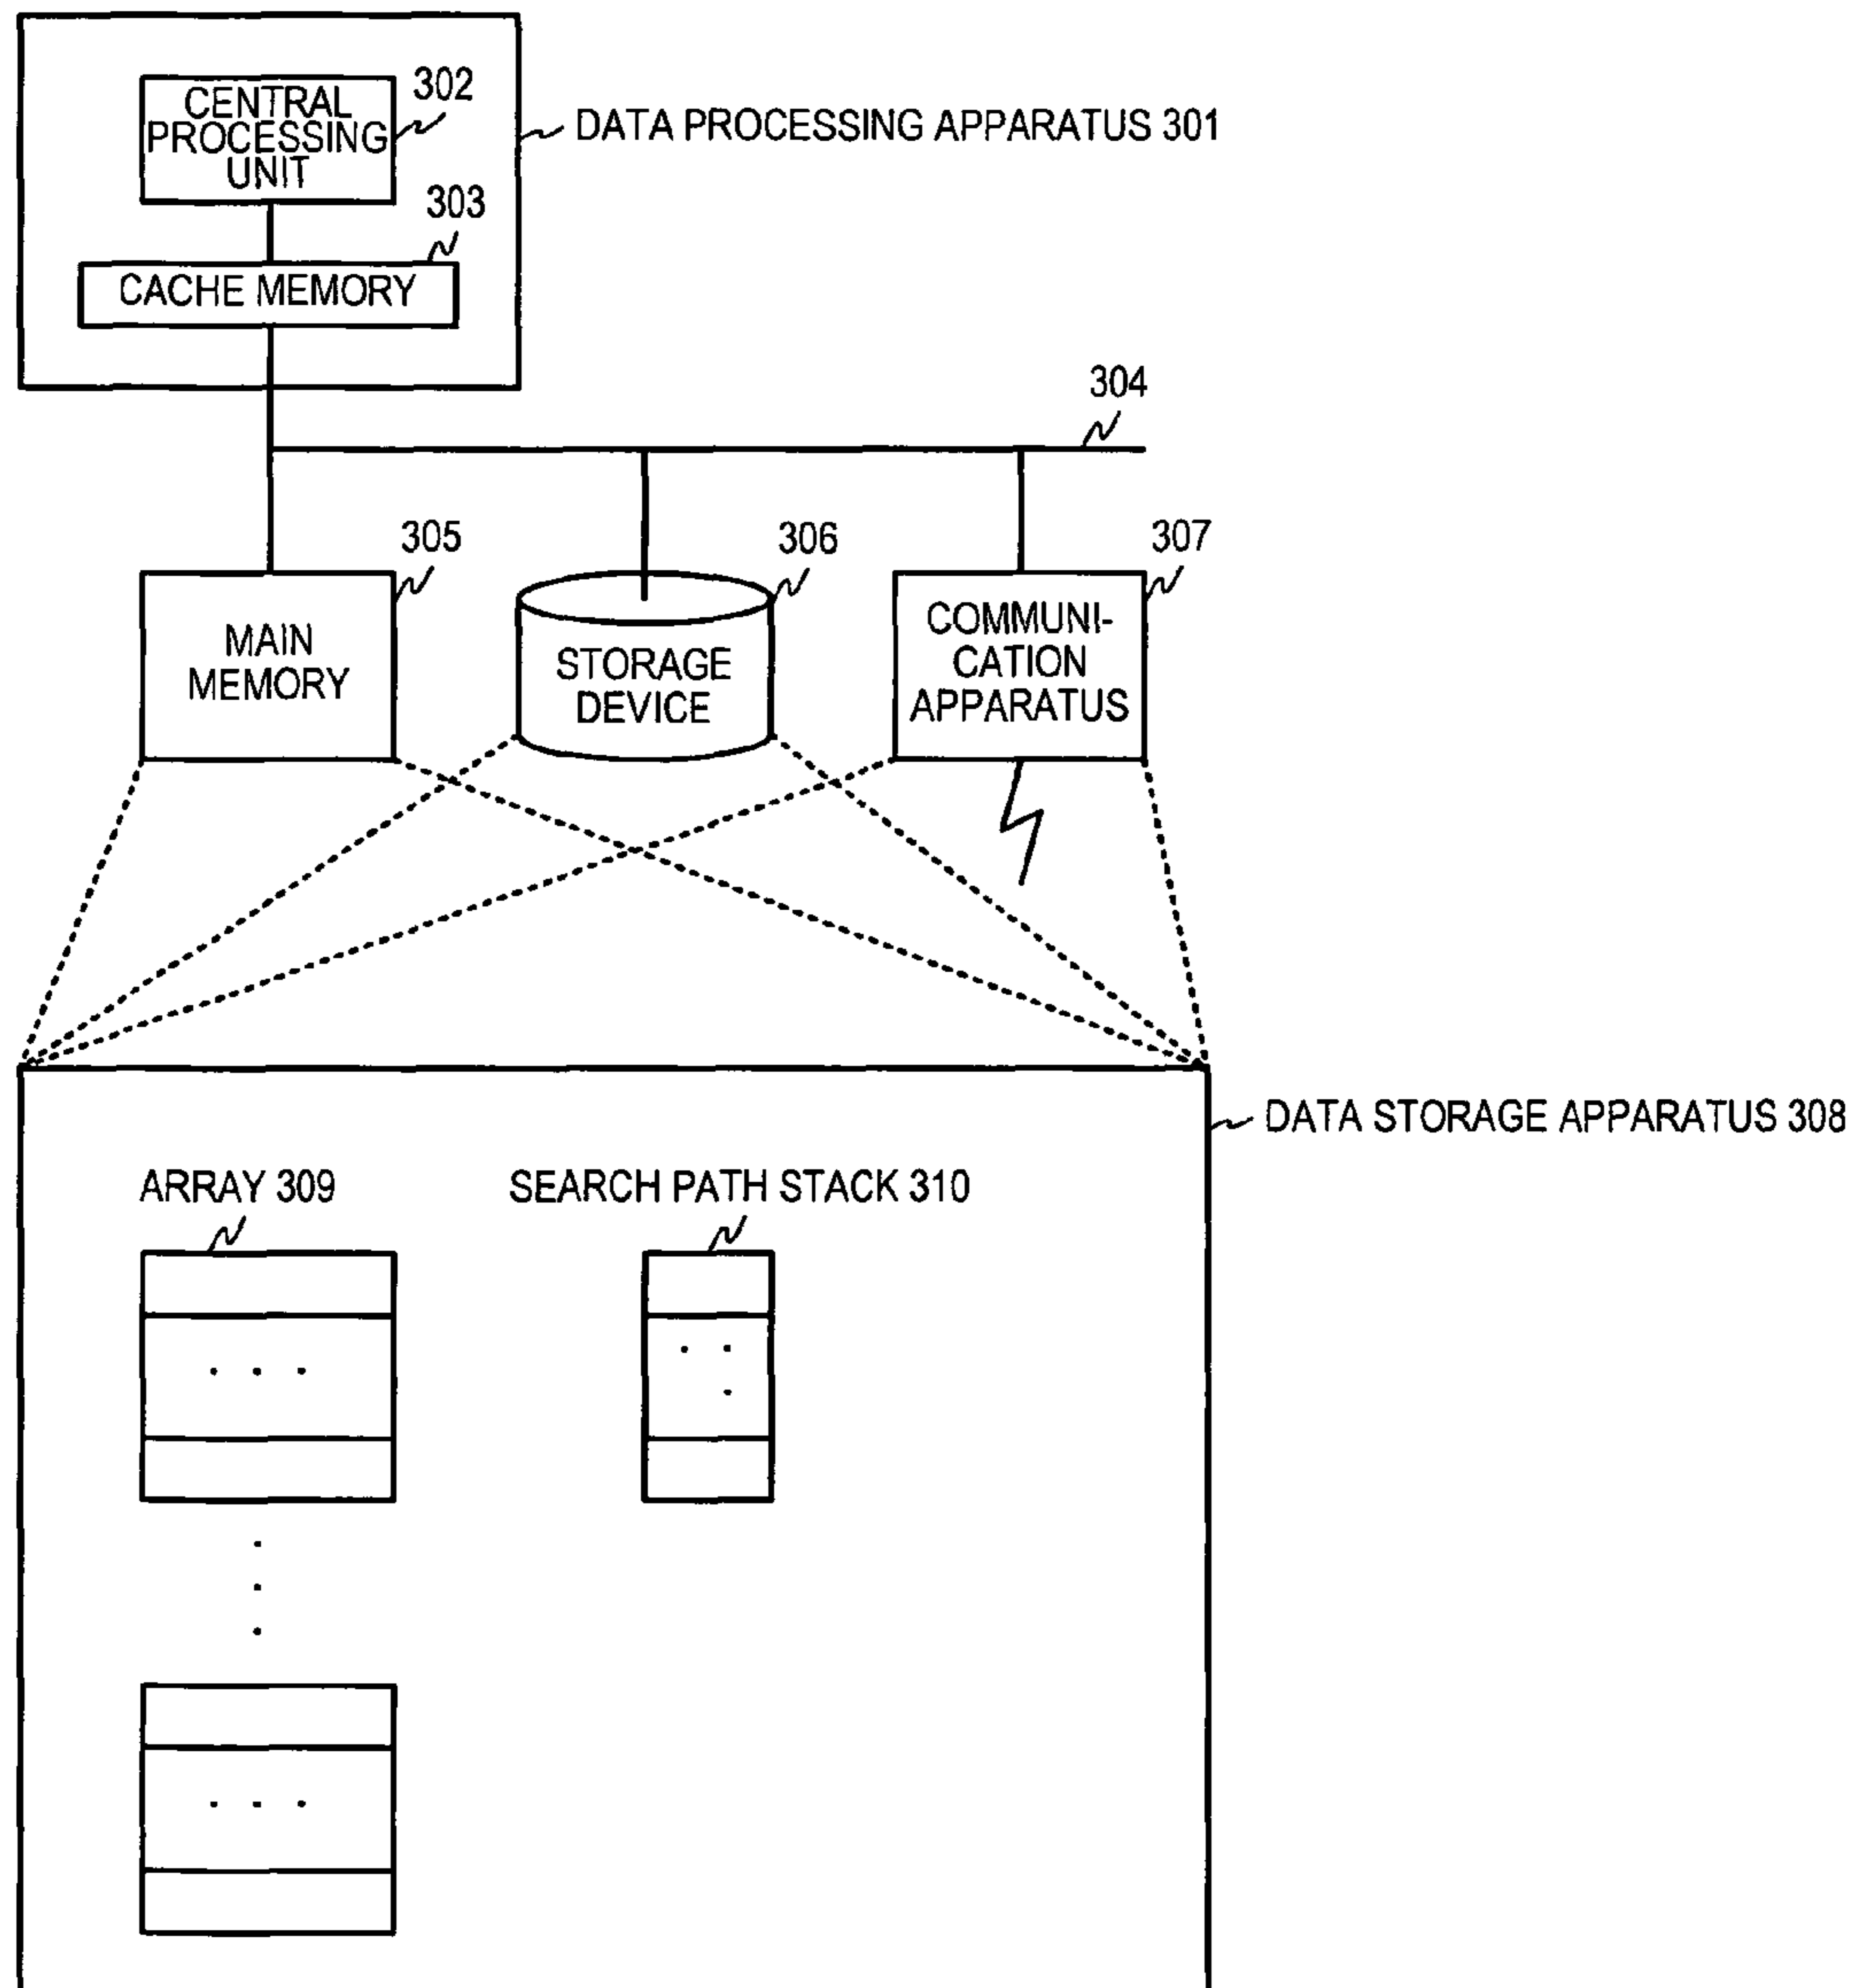 302
CENTRAL
PROCESSING
UNIT
DATA PROCESSING APPARATUS 301
303
CACHE MEMORY
304
305
306
307
MAIN
MEMORY
STORAGE
DEVICE
COMMUNI-
CATION
APPARATUS
DATA STORAGE APPARATUS 308
ARRAY 309
SEARCH PATH STACK 310